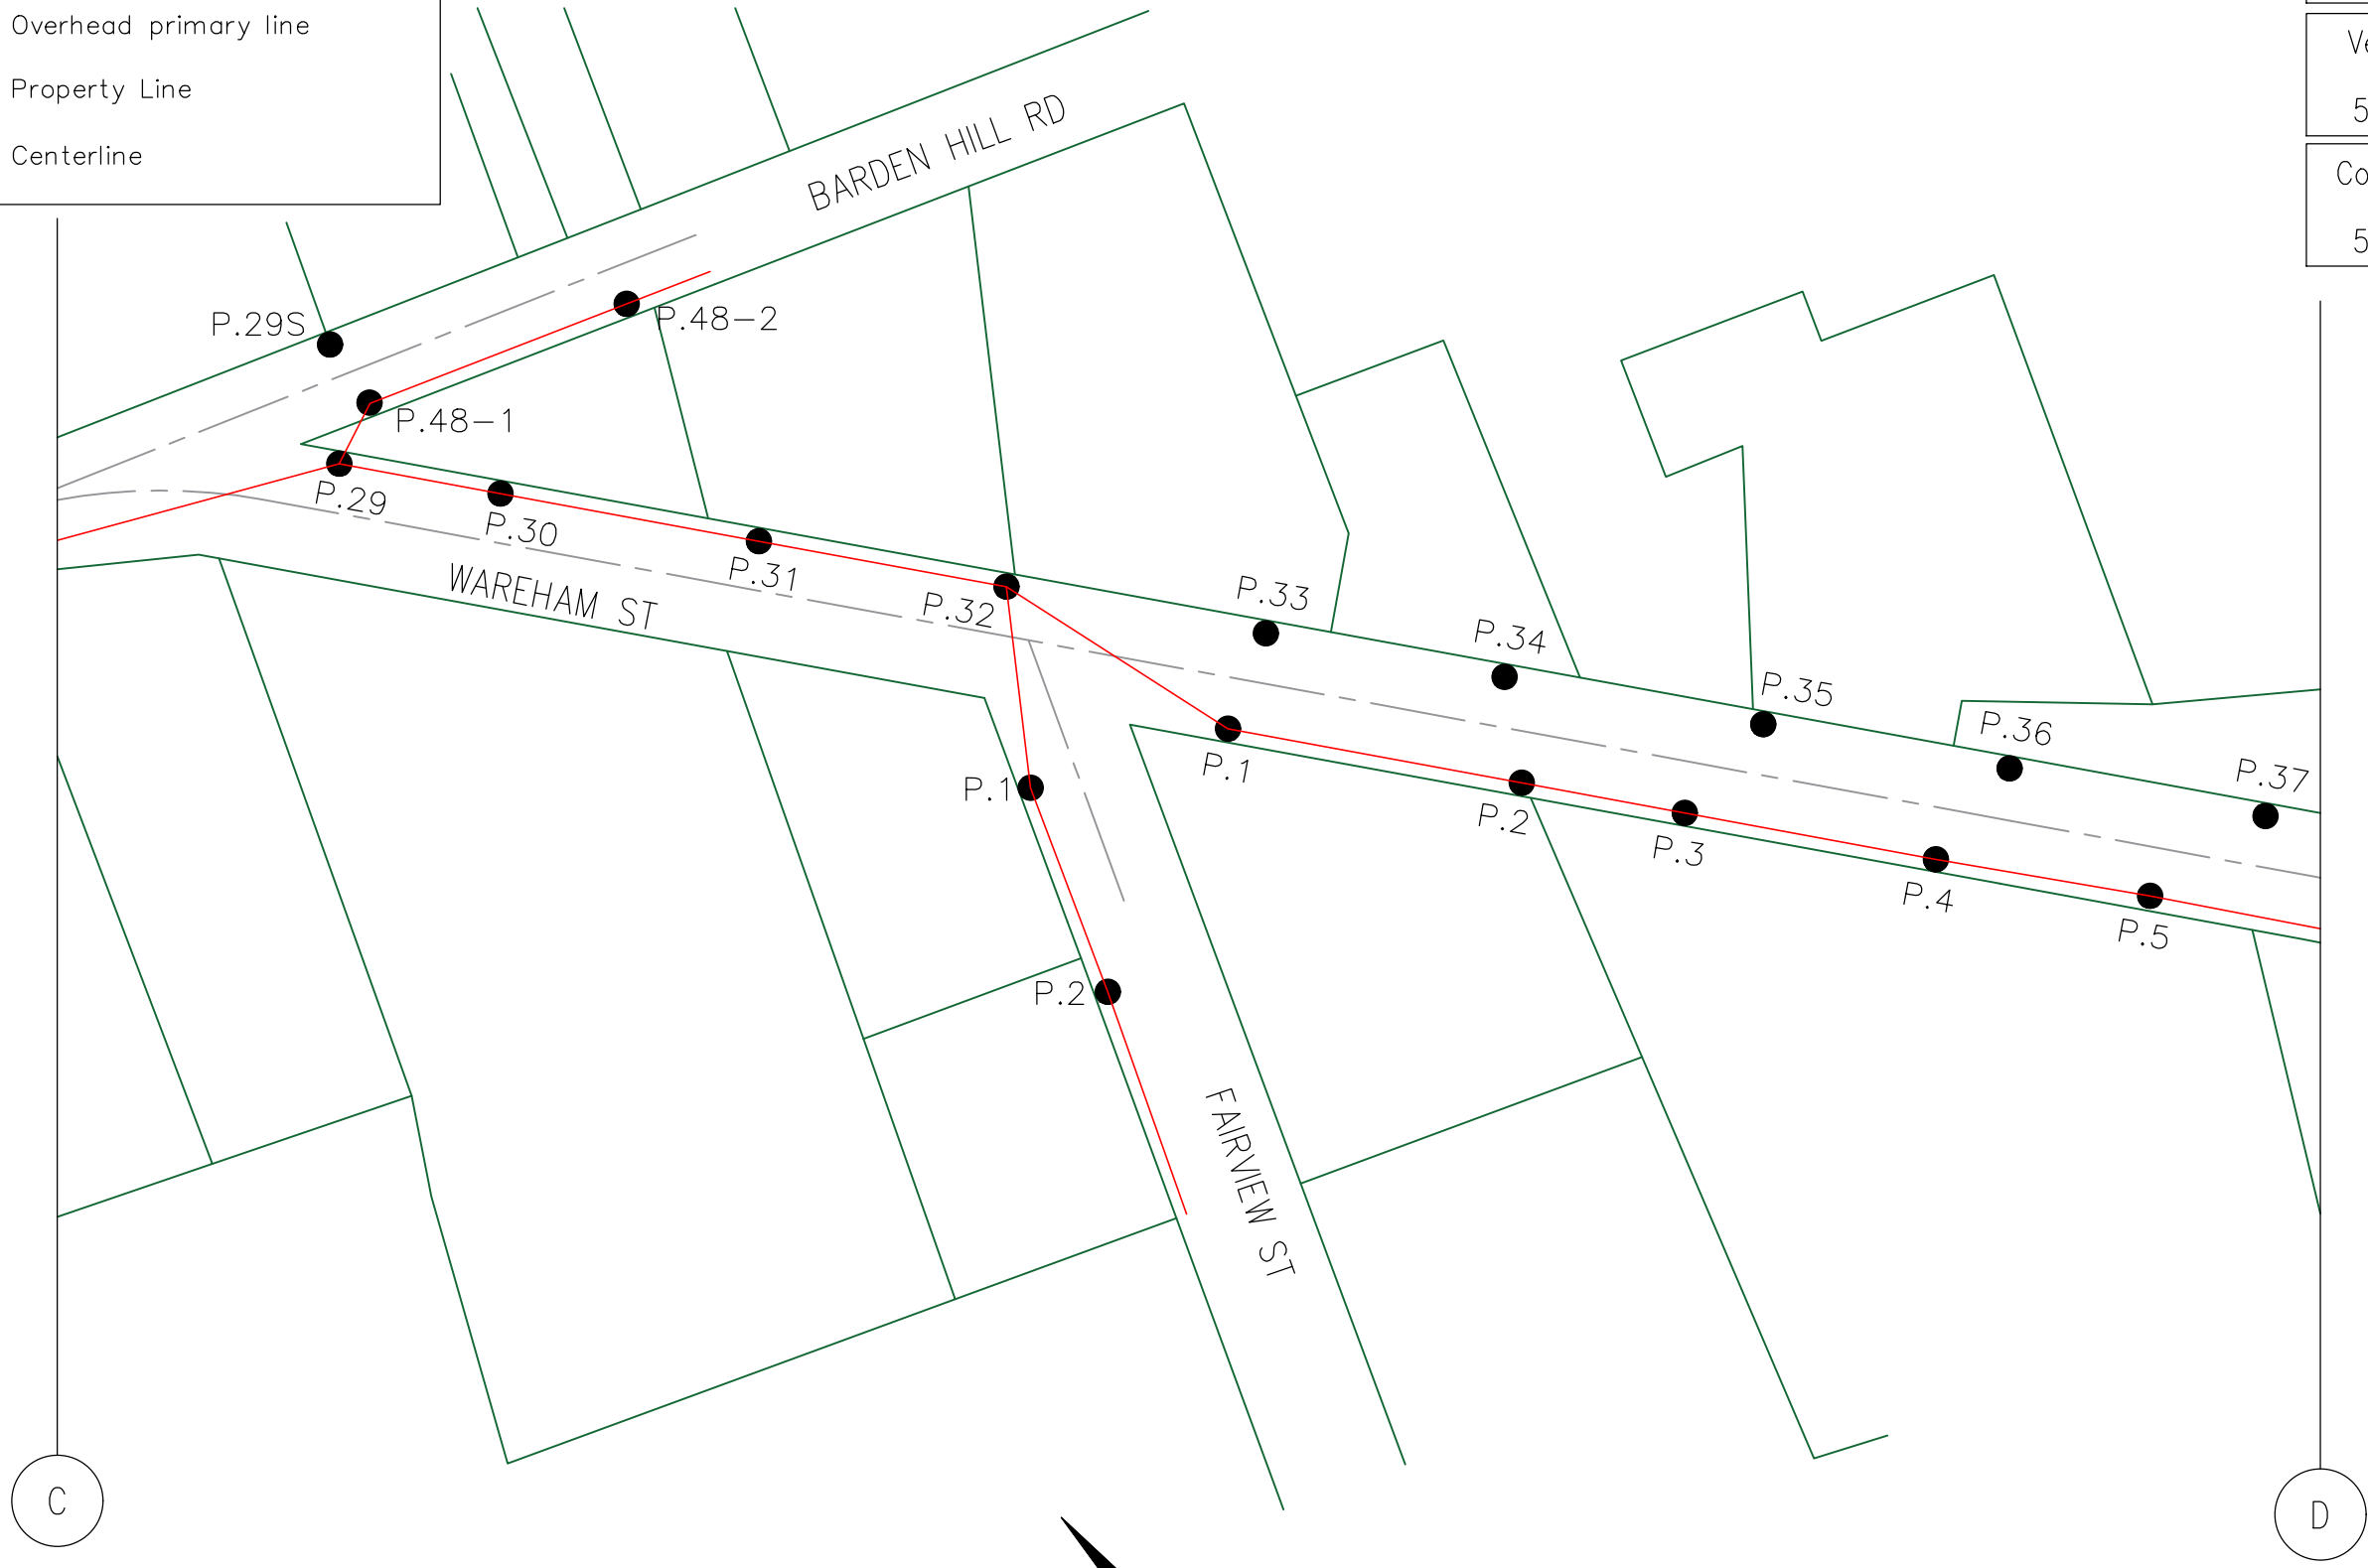 Overhead primary line
Property Line
Centerline
BARDEN HILL RD
P.29S
P.48-2
P.48-1
P.29
P.30
P.31
P.32
P.33
P.34
P.35
P.36
P.37
WAREHAM ST
P.1
P.1
P.2
P.3
P.4
P.5
P.2
FAIRVIEW ST
C
D